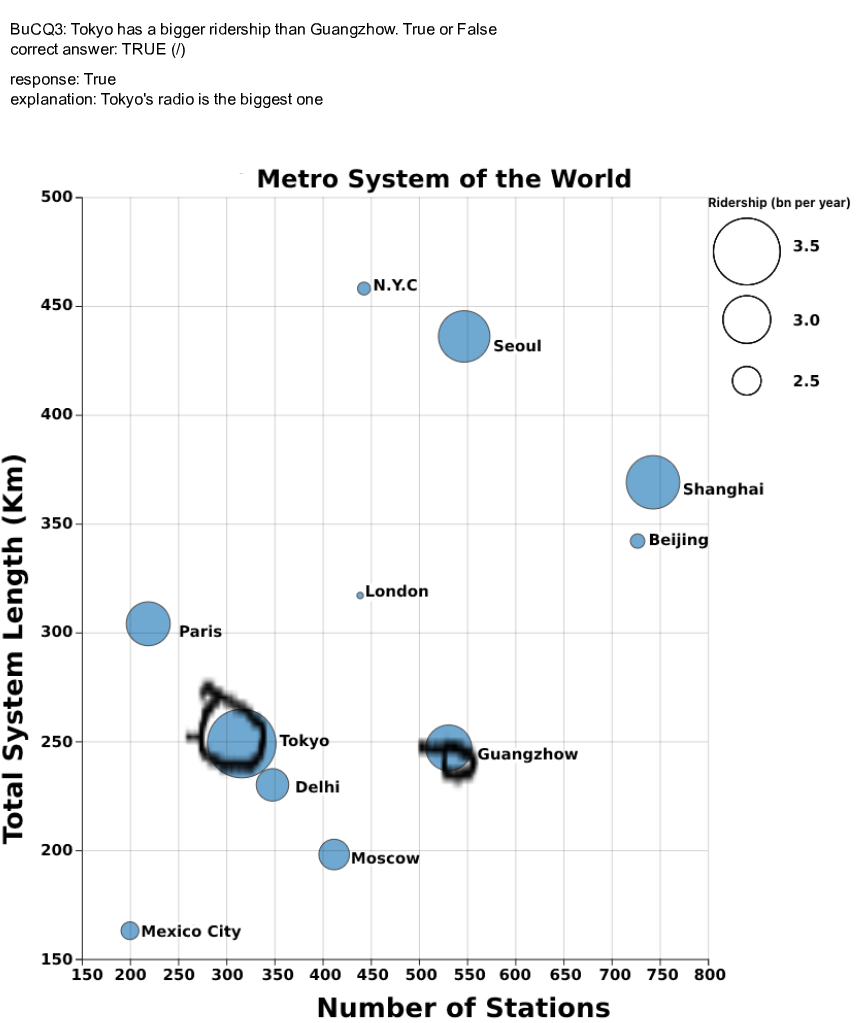 BuCQ3: Tokyo has a bigger ridership than Guangzhow. True or False
correct answer: TRUE (/)
response: True
explanation: Tokyo's radio is the biggest one
Metro System of the World
Ridership (bn per year)
3.5
3.0
2.5
Total System Length (Km)
500
450
400
350
300
250
200
150
N.Y.C
Seoul
Shanghai
Beijing
London
Paris
Tokyo
Guangzhow
Delhi
Moscow
Mexico City
150 200 250 300 350 400 450 500 550 600 650 700 750 800
Number of Stations